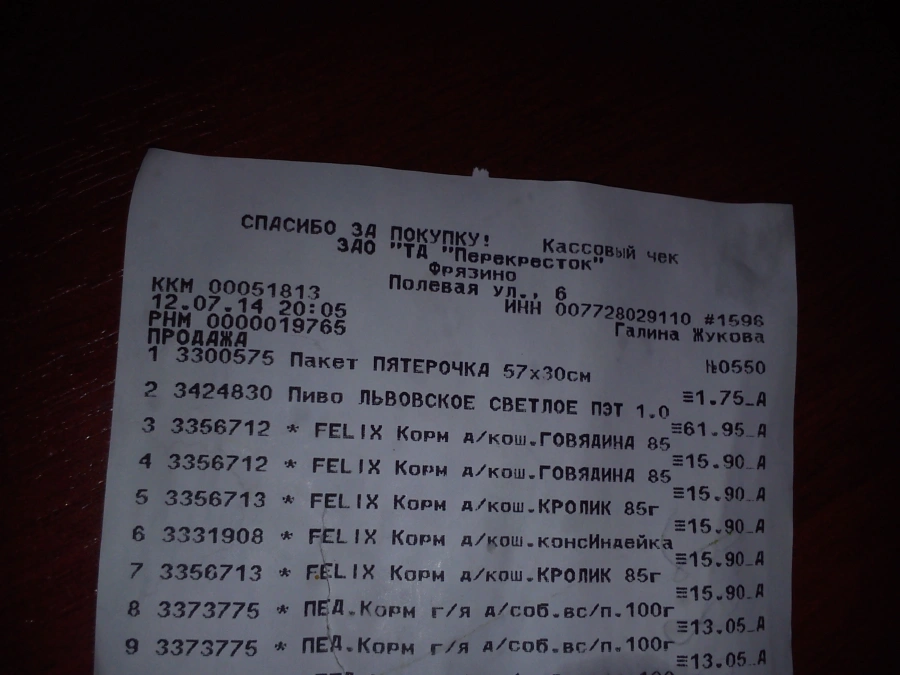 СПАСИБО ЗА ПОКУПКУ! Кассовый чек
ЗАО "ТД "Перекресток"
Фрязино
Полевая ул., 6
ККМ 00051813 ИНН 007728029110 #1596
12.07.14 20:05 Галина Жукова
РНМ 0000019765
ПРОДАЖА №0550
1 3300575 Пакет ПЯТЕРОЧКА 57х30см
≡1.75_А
2 3424830 Пиво ЛЬВОВСКОЕ СВЕТЛОЕ ПЭТ 1.0
≡61.95_А
3 3356712 * FELIX Корм д/кош.ГОВЯДИНА 85
≡15.90_А
4 3356712 * FELIX Корм д/кош.ГОВЯДИНА 85
≡15.90_А
5 3356713 * FELIX Корм д/кош.КРОЛИК 85г
≡15.90_А
6 3331908 * FELIX Корм д/кош.консИндейка
≡15.90_А
7 3356713 * FELIX Корм д/кош.КРОЛИК 85г
≡15.90_А
8 3373775 * ПЕД.Корм г/я д/соб.вс/п.100г
≡13.05_А
9 3373775 * ПЕД.Корм г/я д/соб.вс/п.100г
≡13.05_А